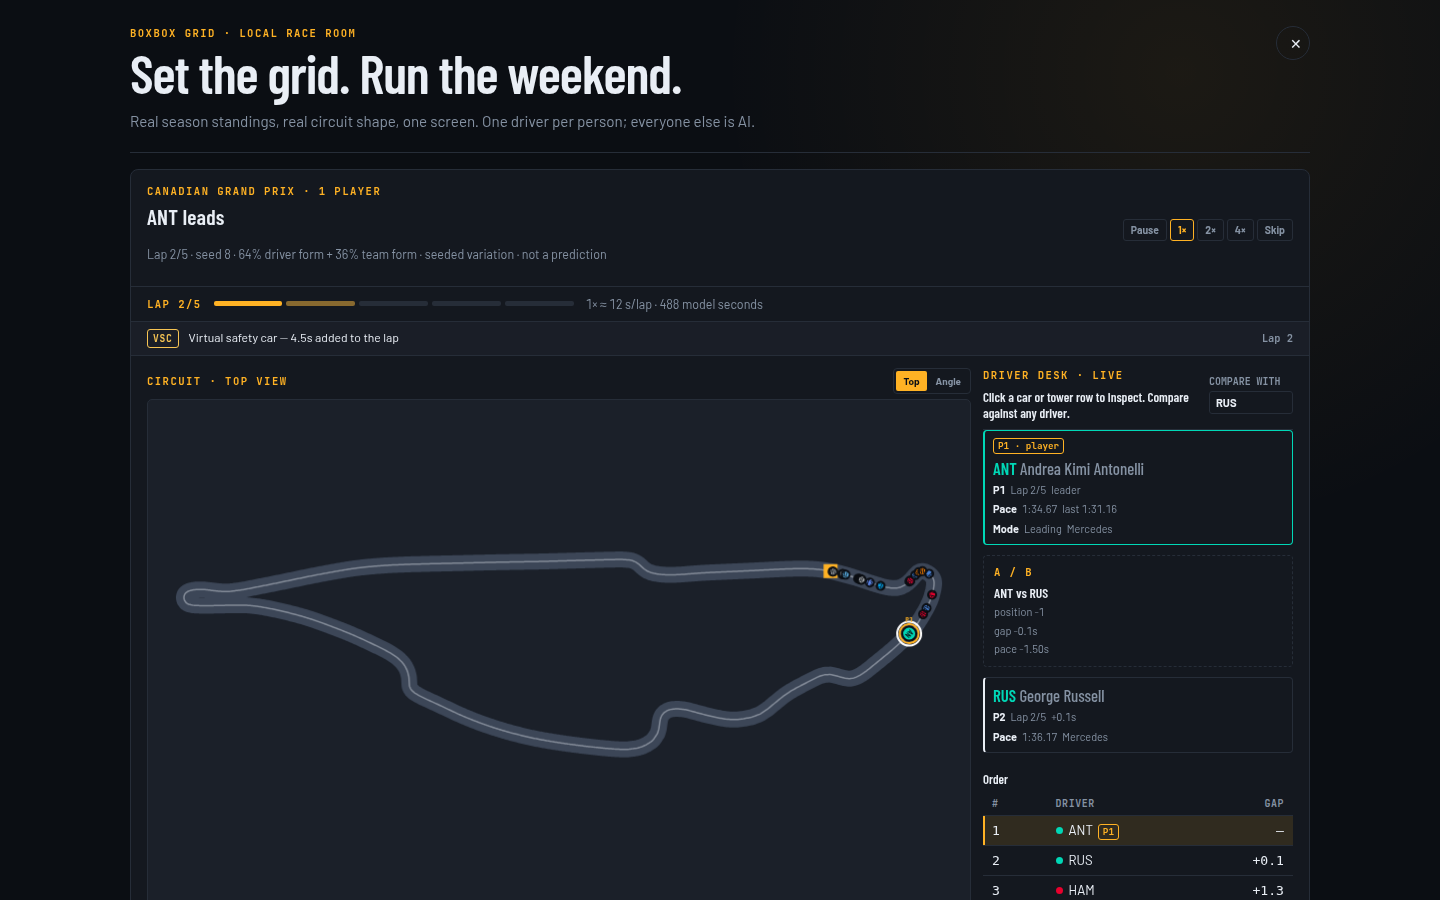 BOXBOX GRID · LOCAL RACE ROOM
Set the grid. Run the weekend.
Real season standings, real circuit shape, one screen. One driver per person; everyone else is AI.
×
CANADIAN GRAND PRIX · 1 PLAYER
ANT leads
Lap 2/5 · seed 8 · 64% driver form + 36% team form · seeded variation · not a prediction
Pause 1× 2× 4× Skip
LAP 2/5 1× ≈ 12 s/lap · 488 model seconds
VSC Virtual safety car — 4.5s added to the lap Lap 2
CIRCUIT · TOP VIEW
Top Angle
DRIVER DESK · LIVE
Click a car or tower row to inspect. Compare
against any driver.
COMPARE WITH
RUS
P1 · player
ANT Andrea Kimi Antonelli
P1 Lap 2/5 leader
Pace 1:34.67 last 1:31.16
Mode Leading Mercedes
A / B
ANT vs RUS
position -1
gap -0.1s
pace -1.50s
RUS George Russell
P2 Lap 2/5 +0.1s
Pace 1:36.17 Mercedes
Order
# DRIVER GAP
1 ANT P1 —
2 RUS +0.1
3 HAM +1.3